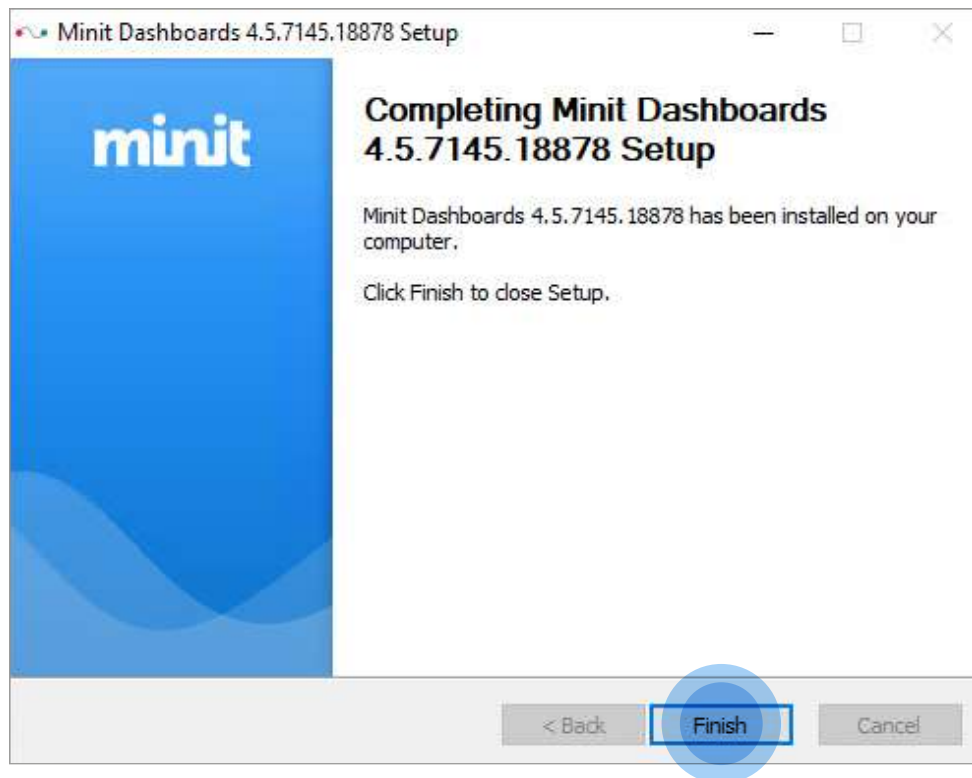 Minit Dashboards 4.5.7145.18878 Setup
minit
Completing Minit Dashboards
4.5.7145.18878 Setup
Minit Dashboards 4.5.7145.18878 has been installed on your
computer.
Click Finish to close Setup.
< Back
Finish
Cancel